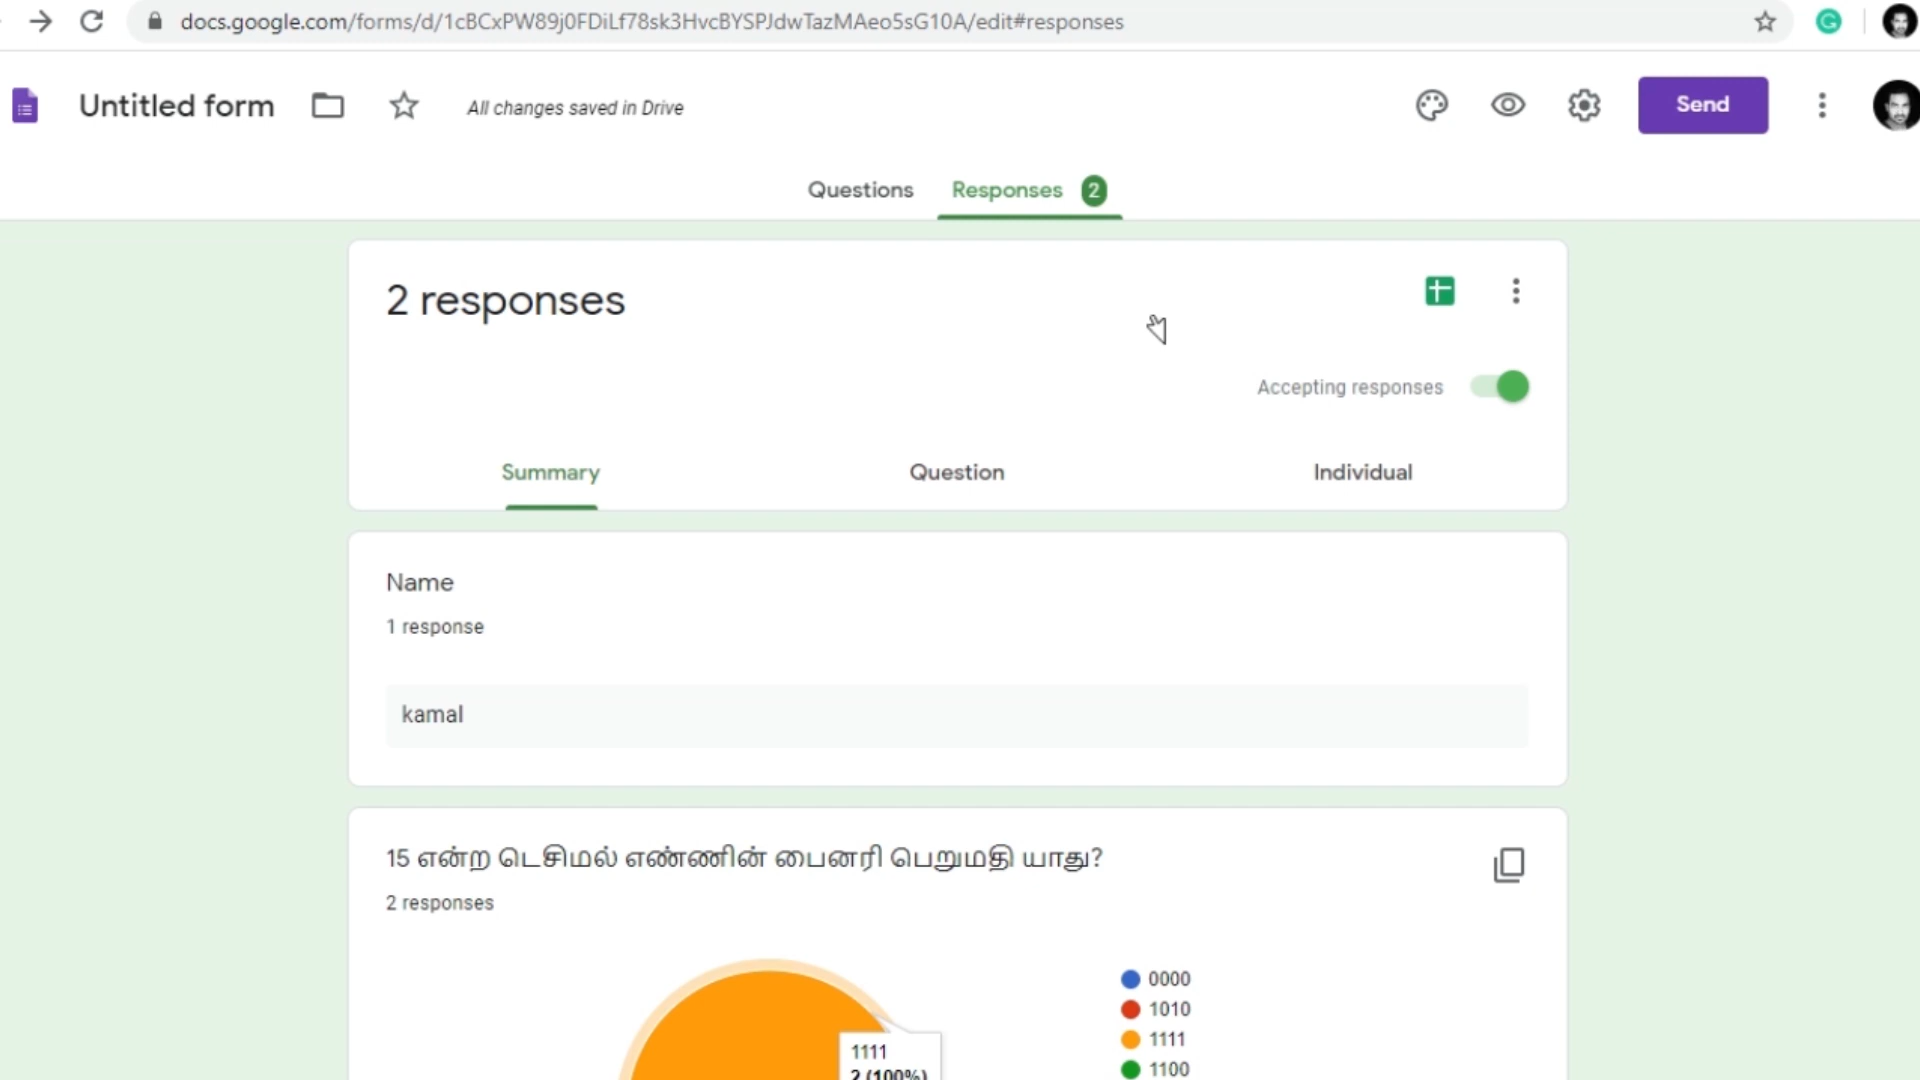 docs.google.com/forms/d/1cBCxPW89j0FDiLf78sk3HvcBYSPJdwTazMAeo5sG10A/edit#responses
Untitled form
All changes saved in Drive
Send
Questions
Responses 2
2 responses
Accepting responses
Summary
Question
Individual
Name
1 response
kamal
15 என்ற டெசிமல் எண்ணின் பைனரி பெறுமதி யாது?
2 responses
0000
1010
1111
1100
1111
2 (100%)